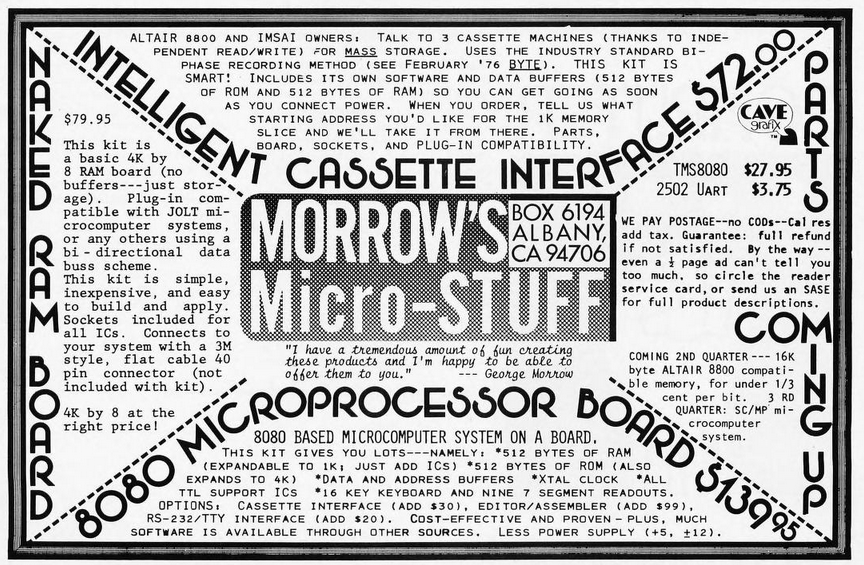 ALTAIR 8800 AND IMSAI OWNERS: TALK TO 3 CASSETTE MACHINES (THANKS TO INDE-
PENDENT READ/WRITE) FOR MASS STORAGE. USES THE INDUSTRY STANDARD BI-
PHASE RECORDING METHOD (SEE FEBRUARY '76 BYTE). THIS KIT IS
SMART! INCLUDES ITS OWN SOFTWARE AND DATA BUFFERS (512 BYTES
OF ROM AND 512 BYTES OF RAM) SO YOU CAN GET GOING AS SOON
AS YOU CONNECT POWER. WHEN YOU ORDER, TELL US WHAT
STARTING ADDRESS YOU'D LIKE FOR THE 1K MEMORY
SLICE AND WE'LL TAKE IT FROM THERE. PARTS,
BOARD, SOCKETS, AND PLUG-IN COMPATIBILITY.
INTELLIGENT CASSETTE INTERFACE $72.00
NAKED RAM BOARD
$79.95
This kit is
a basic 4K by
8 RAM board (no
buffers---just stor-
age). Plug-in com-
patible with JOLT mi-
crocomputer systems,
or any others using a
bi-directional data
buss scheme.
This kit is simple,
inexpensive, and easy
to build and apply.
Sockets included for
all ICs. Connects to
your system with a 3M
style, flat cable 40
pin connector (not
included with kit).
4K by 8 at the
right price!
MORROW'S
Micro-STUFF
BOX 6194
ALBANY,
CA 94706
"I have a tremendous amount of fun creating
these products and I'm happy to be able to
offer them to you." --- George Morrow
PARTS
CAVE
grafix
TM
TMS8080 $27.95
2502 UART $3.75
WE PAY POSTAGE--no CODs--Cal res
add tax. Guarantee: full refund
if not satisfied. By the way--
even a ½ page ad can't tell you
too much, so circle the reader
service card, or send us an SASE
for full product descriptions.
COMING UP
COMING 2ND QUARTER --- 16K
byte ALTAIR 8800 compati-
ble memory, for under 1/3
cent per bit. 3 RD
QUARTER: SC/MP mi-
crocomputer
system.
8080 MICROPROCESSOR BOARD $139.95
8080 BASED MICROCOMPUTER SYSTEM ON A BOARD.
THIS KIT GIVES YOU LOTS---NAMELY: *512 BYTES OF RAM
(EXPANDABLE TO 1K; JUST ADD ICs) *512 BYTES OF ROM (ALSO
EXPANDS TO 4K) *DATA AND ADDRESS BUFFERS *XTAL CLOCK *ALL
TTL SUPPORT ICs *16 KEY KEYBOARD AND NINE 7 SEGMENT READOUTS.
OPTIONS: CASSETTE INTERFACE (ADD $30), EDITOR/ASSEMBLER (ADD $99),
RS-232/TTY INTERFACE (ADD $20). COST-EFFECTIVE AND PROVEN-PLUS, MUCH
SOFTWARE IS AVAILABLE THROUGH OTHER SOURCES. LESS POWER SUPPLY (+5, ±12).